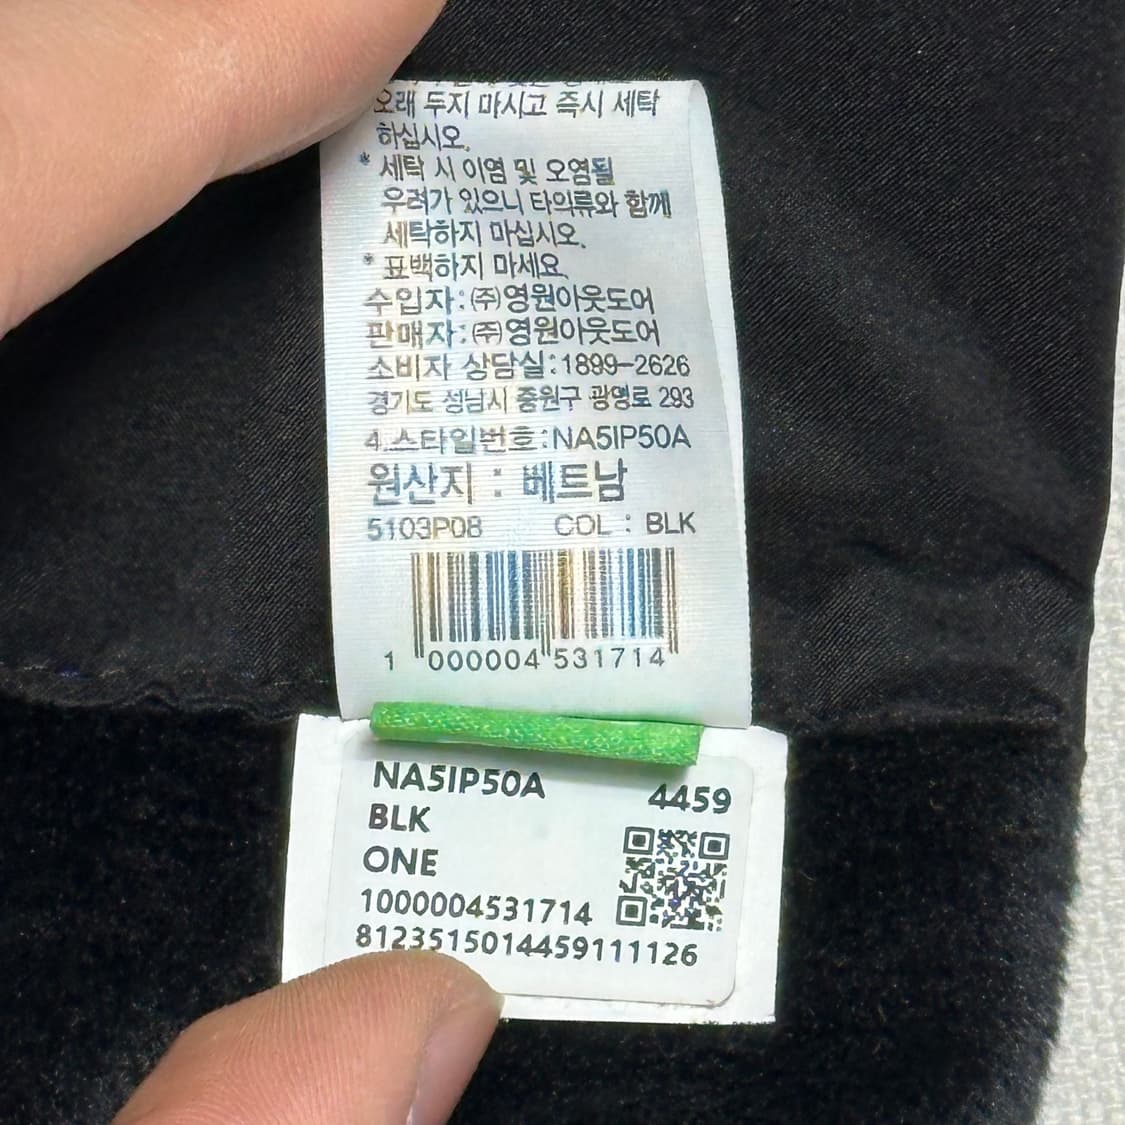 오래 두지 마시고 즉시 세탁
하십시오.
* 세탁 시 이염 및 오염될
우려가 있으니 타의류와 함께
세탁하지 마십시오.
* 표백하지 마세요.
수입자:㈜영원아웃도어
판매자:㈜영원아웃도어
소비자 상담실:1899-2626
경기도 성남시 중원구 광명로 293
4.스타일번호:NA5IP50A
원산지 : 베트남
5103P08 COL : BLK
1 000004 531714
NA5IP50A 4459
BLK
ONE
1000004531714
8123515014459111126